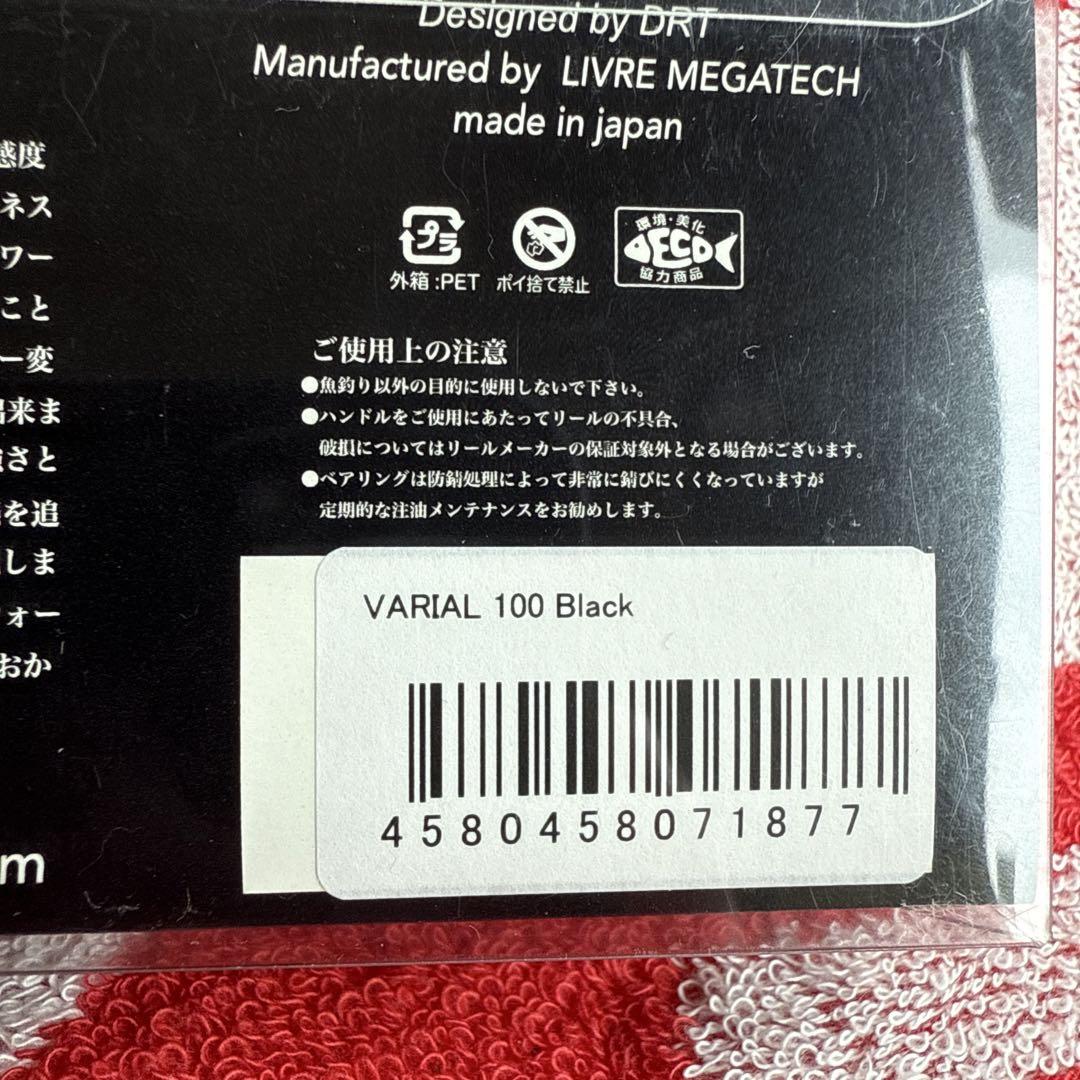 Designed by DRT
Manufactured by LIVRE MEGATECH
made in japan
感度
ネス
ワー
こと
ー変
出来ま
さと
を追
しま
ォー
おか
m
プラ
外箱:PET
ポイ捨て禁止
環境・美化
DECO
協力商品
ご使用上の注意
●魚釣り以外の目的に使用しないで下さい。
●ハンドルをご使用にあたってリールの不具合、
破損についてはリールメーカーの保証対象外となる場合がございます。
●ベアリングは防錆処理によって非常に錆びにくくなっていますが
定期的な注油メンテナンスをお勧めします。
VARIAL 100 Black
4580458071877